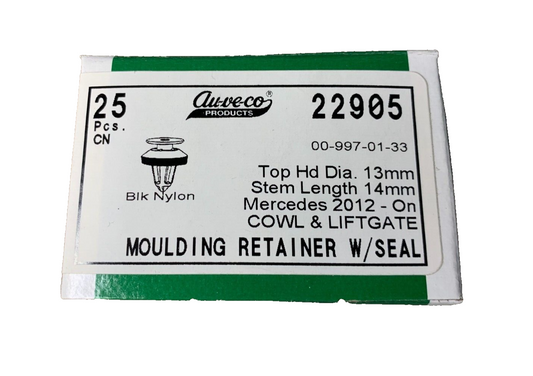 25
Pcs.
CN
Au-ve-co®
PRODUCTS
22905
00-997-01-33
Blk Nylon
Top Hd Dia. 13mm
Stem Length 14mm
Mercedes 2012 - On
COWL & LIFTGATE
MOULDING RETAINER W/SEAL